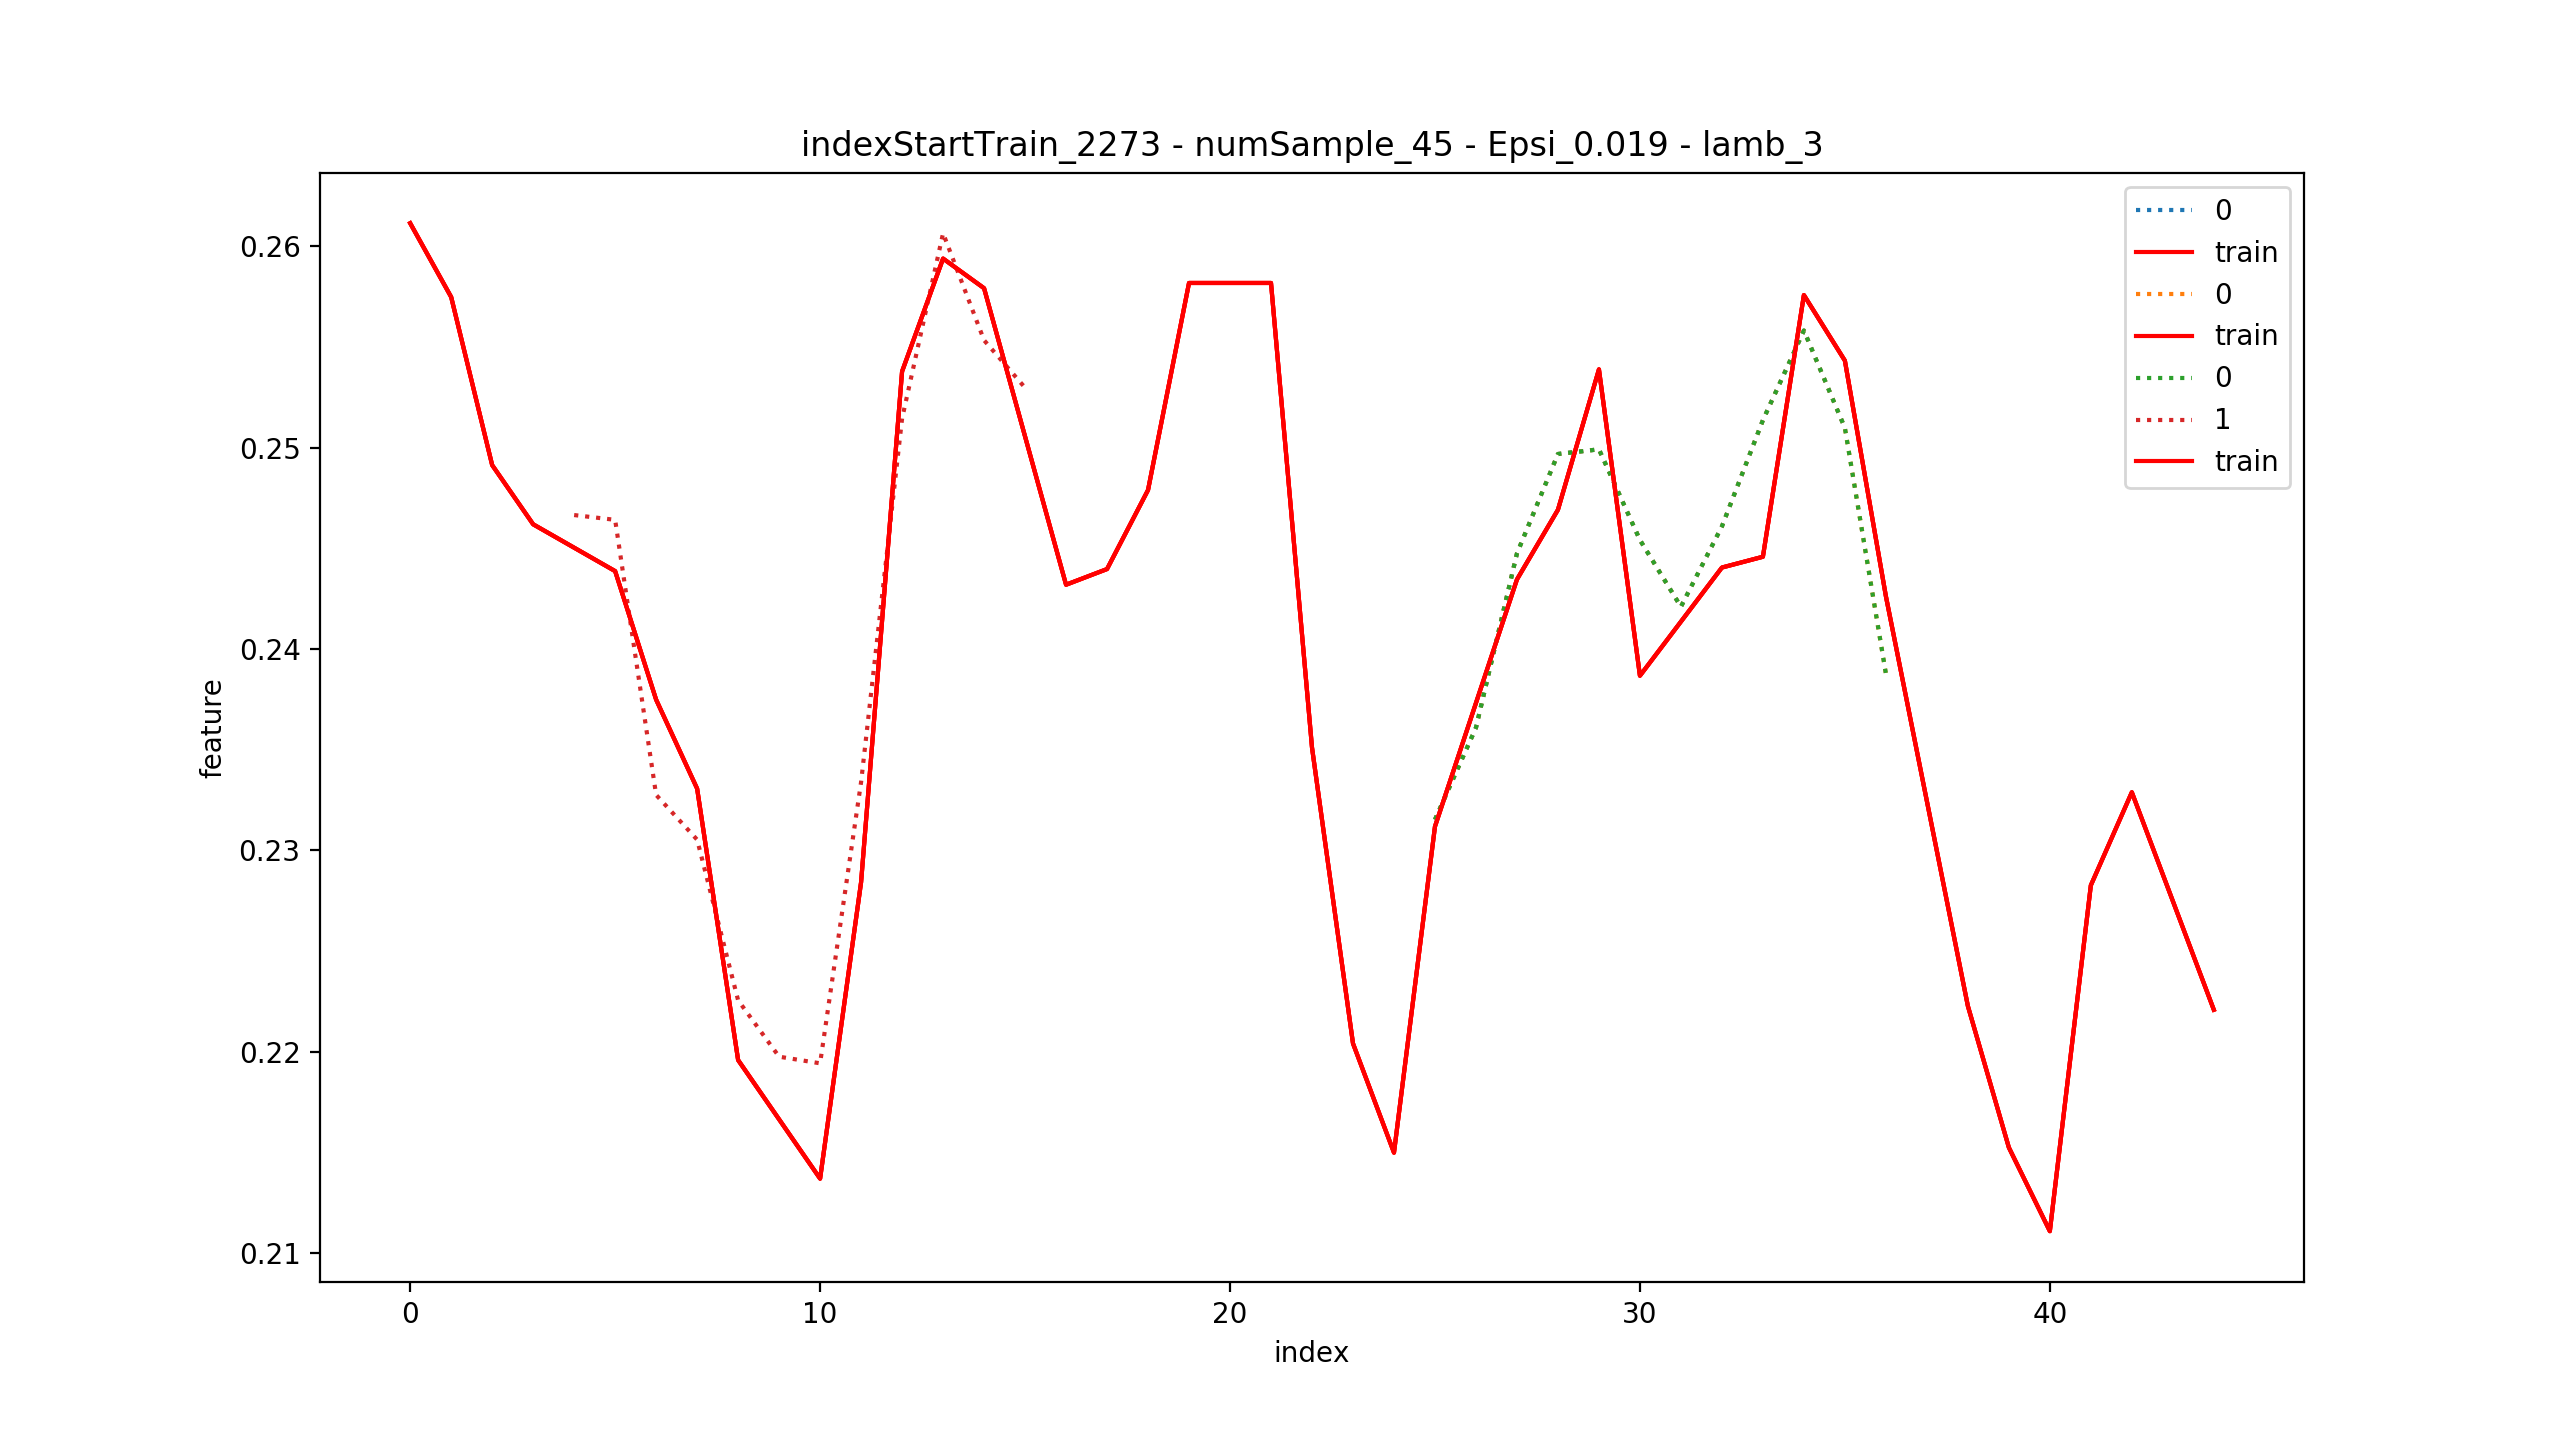 indexStartTrain_2273 - numSample_45 - Epsi_0.019 - lamb_3
0
train
0
train
0
1
train
0.26
0.25
0.24
0.23
0.22
0.21
feature
0
10
20
30
40
index